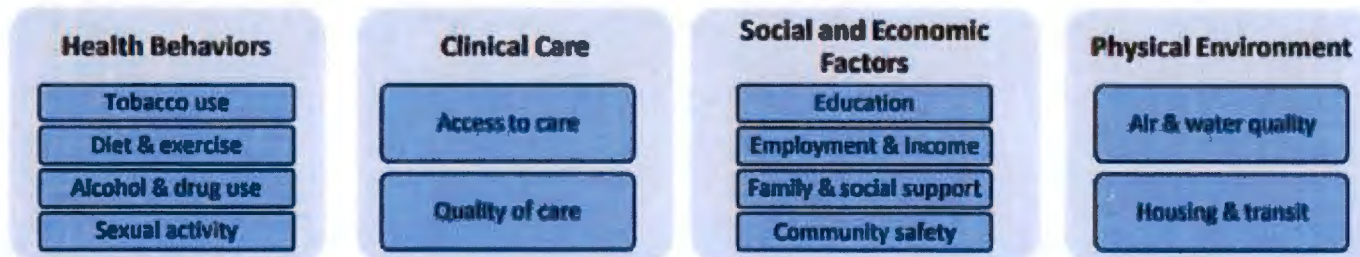 Health Behaviors
Tobacco use
Diet & exercise
Alcohol & drug use
Sexual activity
Clinical Care
Access to care
Quality of care
Social and Economic
Factors
Education
Employment & income
Family & social support
Community safety
Physical Environment
Air & water quality
Housing & transit